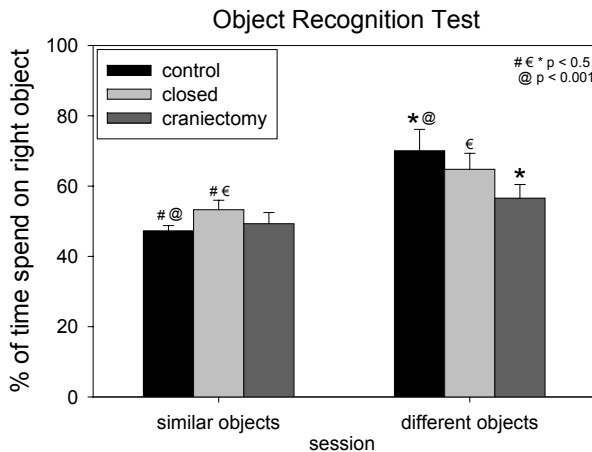 Object Recognition Test
% of time spend on right object
100
80
60
40
20
0
control
closed
craniectomy
# € * p < 0.5
@ p < 0.001
# @
# €
* @
€
*
similar objects
different objects
session